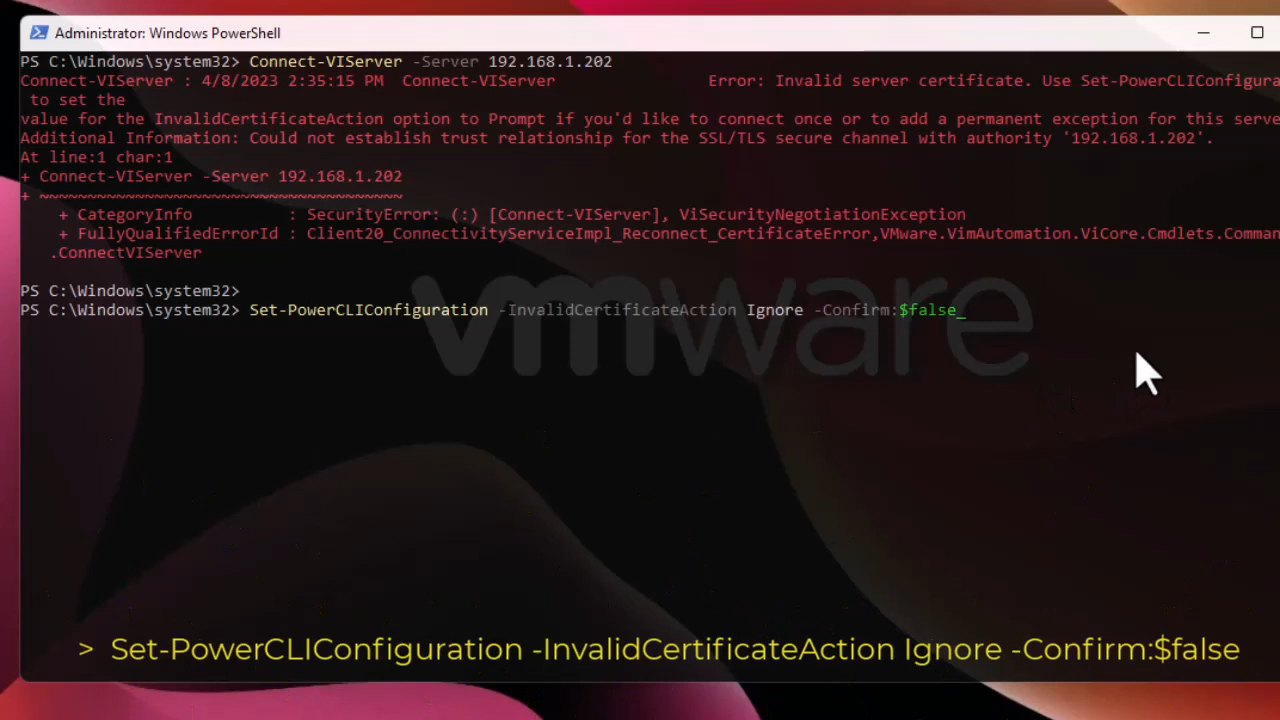 Administrator: Windows PowerShell
PS C:\Windows\system32> Connect-VIServer -Server 192.168.1.202
Connect-VIServer : 4/8/2023 2:35:15 PM  Connect-VIServer                Error: Invalid server certificate. Use Set-PowerCLIConfigura
 to set the
value for the InvalidCertificateAction option to Prompt if you'd like to connect once or to add a permanent exception for this serve
Additional Information: Could not establish trust relationship for the SSL/TLS secure channel with authority '192.168.1.202'.
At line:1 char:1
+ Connect-VIServer -Server 192.168.1.202
+ ~~~~~~~~~~~~~~~~~~~~~~~~~~~~~~~~~~~~~~
    + CategoryInfo          : SecurityError: (:) [Connect-VIServer], ViSecurityNegotiationException
    + FullyQualifiedErrorId : Client20_ConnectivityServiceImpl_Reconnect_CertificateError,VMware.VimAutomation.ViCore.Cmdlets.Comman
   .ConnectVIServer
PS C:\Windows\system32>
PS C:\Windows\system32> Set-PowerCLIConfiguration -InvalidCertificateAction Ignore -Confirm:$false_
vmware
> Set-PowerCLIConfiguration -InvalidCertificateAction Ignore -Confirm:$false